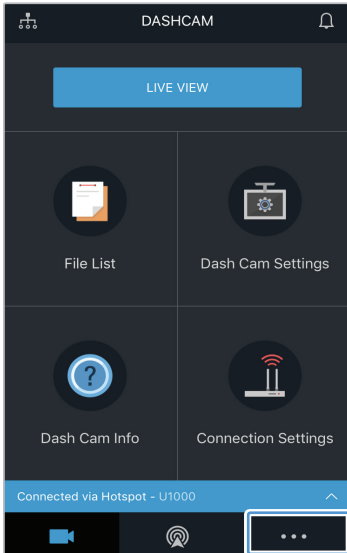 DASHCAM
LIVE VIEW
File List
Dash Cam Settings
?
Dash Cam Info
Connection Settings
Connected via Hotspot - U1000